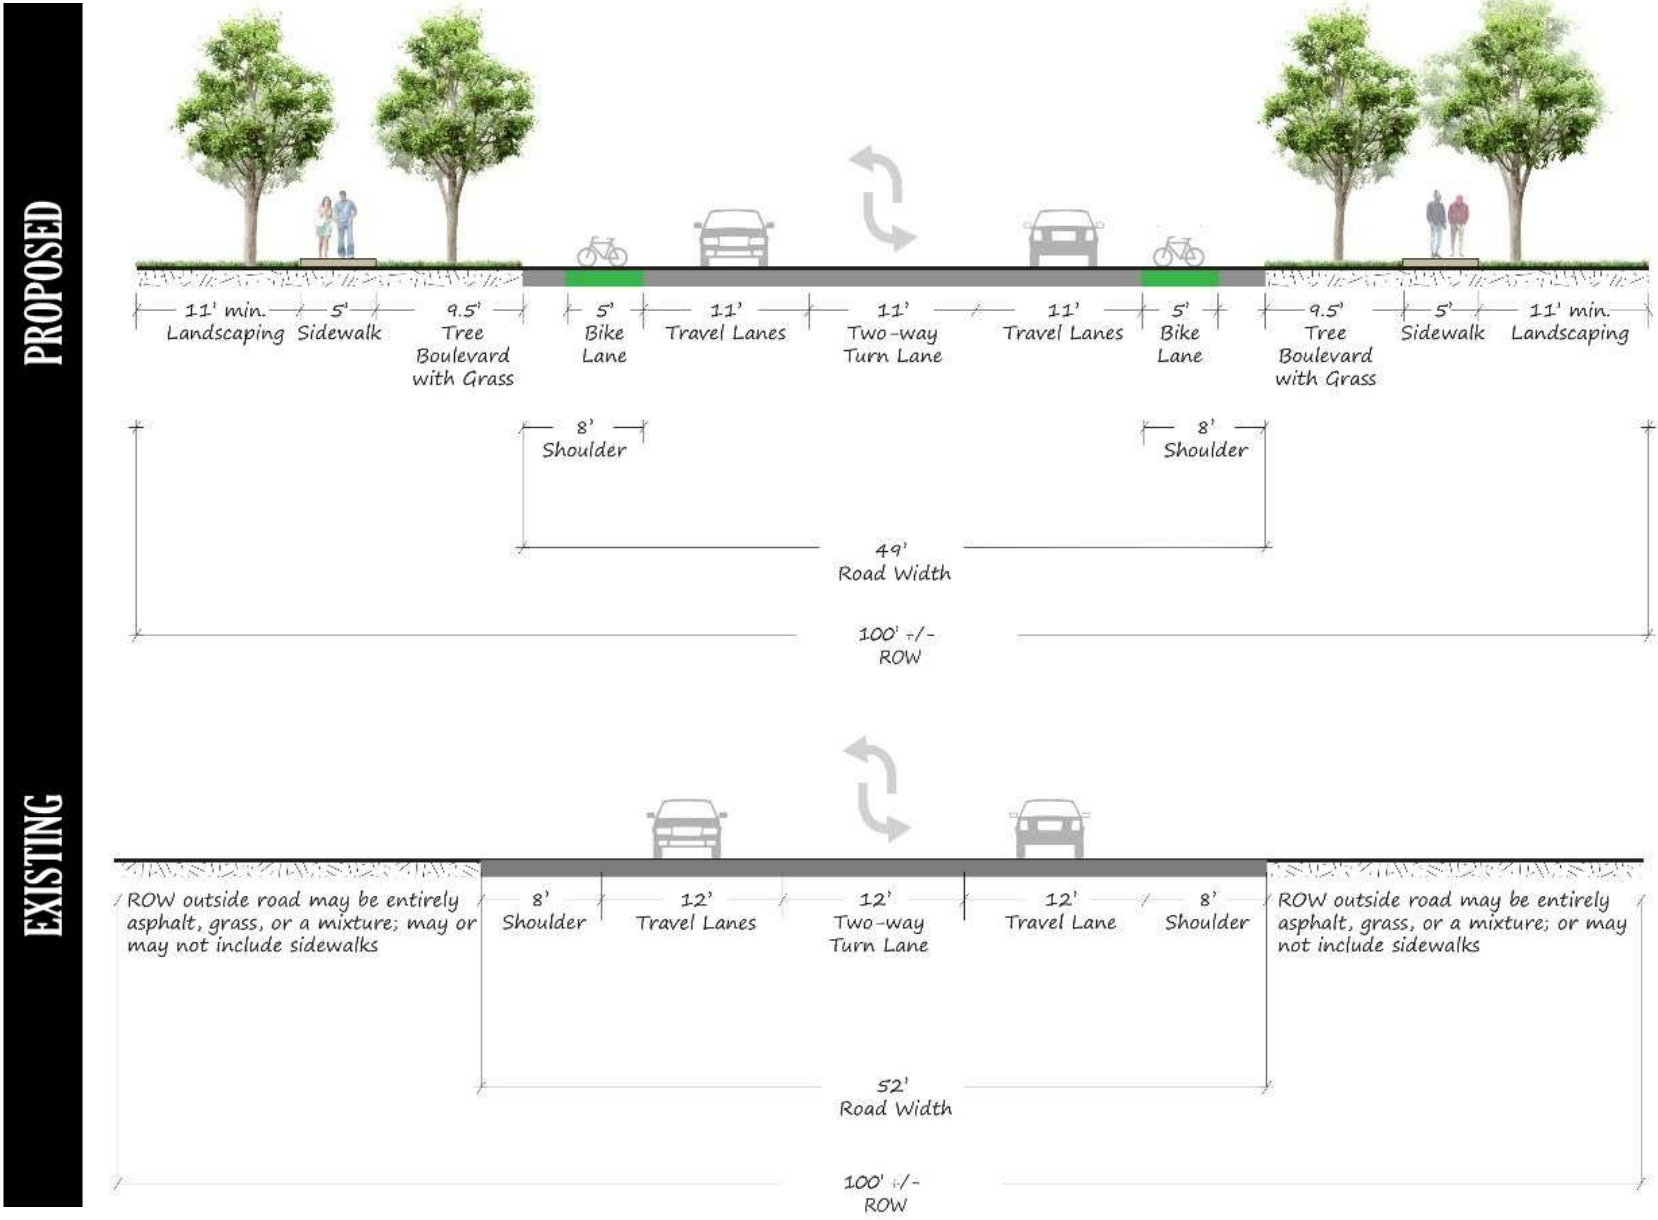 PROPOSED
11' min.
Landscaping
5'
Sidewalk
9.5'
Tree
Boulevard
with Grass
5'
Bike
Lane
11'
Travel Lanes
11'
Two-way
Turn Lane
11'
Travel Lanes
5'
Bike
Lane
9.5'
Tree
Boulevard
with Grass
5'
Sidewalk
11' min.
Landscaping
8'
Shoulder
8'
Shoulder
49'
Road Width
100' +/-
ROW
EXISTING
ROW outside road may be entirely
asphalt, grass, or a mixture; may or
may not include sidewalks
8'
Shoulder
12'
Travel Lanes
12'
Two-way
Turn Lane
12'
Travel Lane
8'
Shoulder
ROW outside road may be entirely
asphalt, grass, or a mixture; or may
not include sidewalks
52'
Road Width
100' +/-
ROW